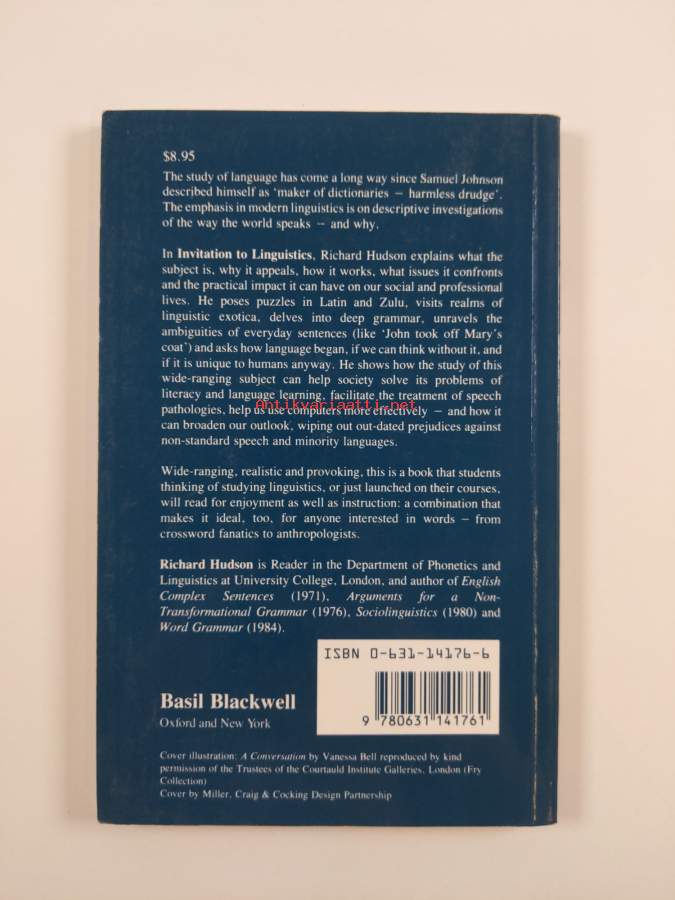 $8.95
The study of language has come a long way since Samuel Johnson
described himself as ‘maker of dictionaries – harmless drudge’.
The emphasis in modern linguistics is on descriptive investigations
of the way the world speaks – and why.
In Invitation to Linguistics, Richard Hudson explains what the
subject is, why it appeals, how it works, what issues it confronts
and the practical impact it can have on our social and professional
lives. He poses puzzles in Latin and Zulu, visits realms of
linguistic exotica, delves into deep grammar, unravels the
ambiguities of everyday sentences (like ‘John took off Mary’s
coat’) and asks how language began, if we can think without it, and
if it is unique to humans anyway. He shows how the study of this
wide-ranging subject can help society solve its problems of
literacy and language learning, facilitate the treatment of speech
Antikvariaatti.net
pathologies, help us use computers more effectively – and how it
can broaden our outlook, wiping out out-dated prejudices against
non-standard speech and minority languages.
Wide-ranging, realistic and provoking, this is a book that students
thinking of studying linguistics, or just launched on their courses,
will read for enjoyment as well as instruction: a combination that
makes it ideal, too, for anyone interested in words – from
crossword fanatics to anthropologists.
Richard Hudson is Reader in the Department of Phonetics and
Linguistics at University College, London, and author of English
Complex Sentences (1971), Arguments for a Non-
Transformational Grammar (1976), Sociolinguistics (1980) and
Word Grammar (1984).
ISBN 0-631-14176-6
9 780631 141761
Basil Blackwell
Oxford and New York
Cover illustration: A Conversation by Vanessa Bell reproduced by kind
permission of the Trustees of the Courtauld Institute Galleries, London (Fry
Collection)
Cover by Miller, Craig & Cocking Design Partnership